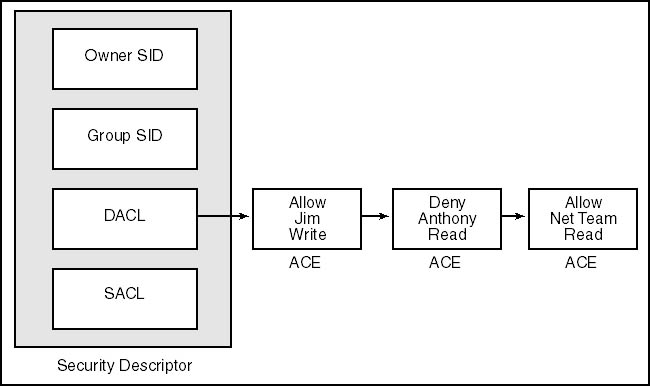 Owner SID
Group SID
DACL
SACL
Security Descriptor
Allow
Jim
Write
ACE
Deny
Anthony
Read
ACE
Allow
Net Team
Read
ACE